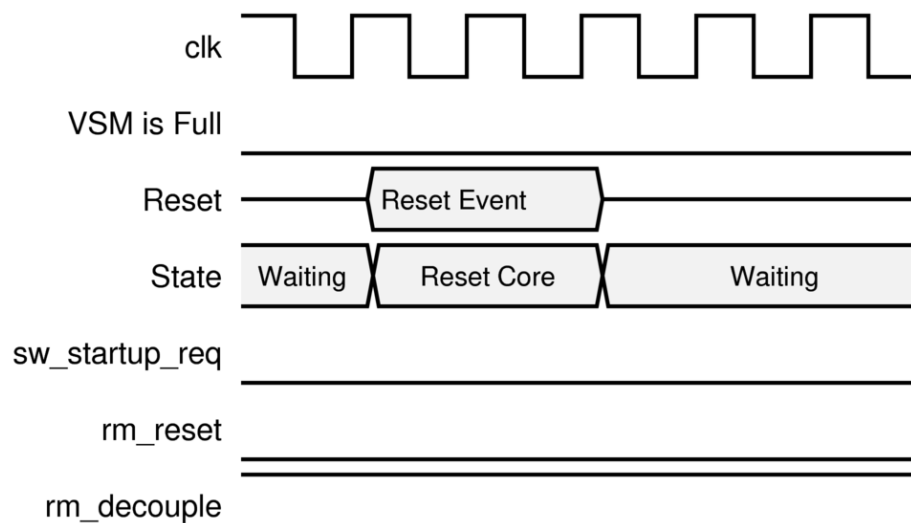 clk
VSM is Full
Reset Reset Event
State Waiting Reset Core Waiting
sw_startup_req
rm_reset
rm_decouple